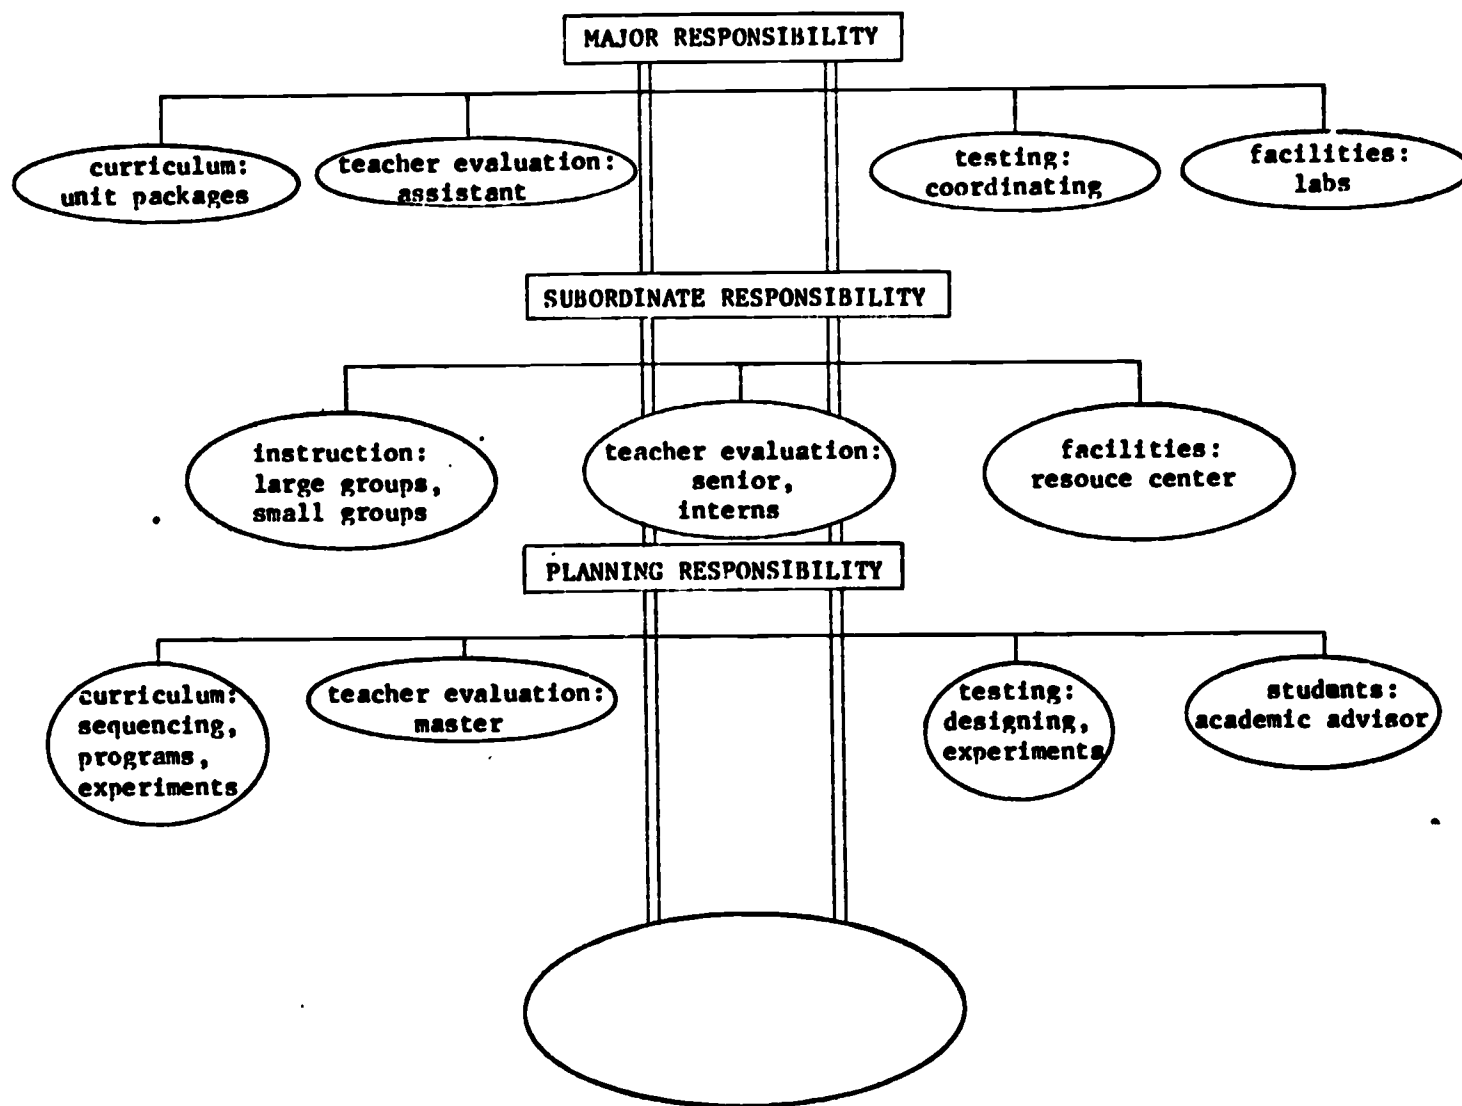 MAJOR RESPONSIBILITY
curriculum:
unit packages
teacher evaluation:
assistant
testing:
coordinating
facilities:
labs
SUBORDINATE RESPONSIBILITY
instruction:
large groups,
small groups
teacher evaluation:
senior,
interns
facilities:
resouce center
PLANNING RESPONSIBILITY
curriculum:
sequencing,
programs,
experiments
teacher evaluation:
master
testing:
designing,
experiments
students:
academic advisor